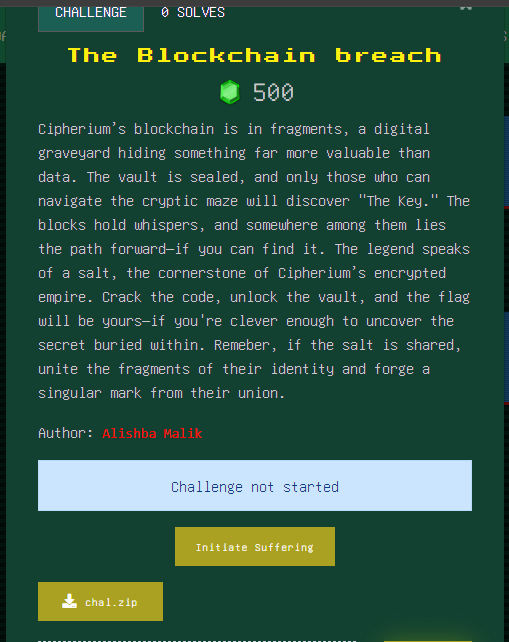 CHALLENGE
0 SOLVES
The Blockchain breach
500
Cipherium's blockchain is in fragments, a digital
graveyard hiding something far more valuable than
data. The vault is sealed, and only those who can
navigate the cryptic maze will discover "The Key." The
blocks hold whispers, and somewhere among them lies
the path forward—if you can find it. The legend speaks
of a salt, the cornerstone of Cipherium's encrypted
empire. Crack the code, unlock the vault, and the flag
will be yours—if you're clever enough to uncover the
secret buried within. Remeber, if the salt is shared,
unite the fragments of their identity and forge a
singular mark from their union.
Author: Alishba Malik
Challenge not started
Initiate Suffering
chal.zip